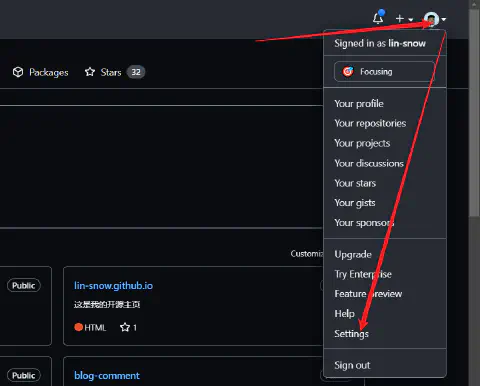 Signed in as lin-snow
Packages
Stars 32
Focusing
Your profile
Your repositories
Your projects
Your discussions
Your stars
Your gists
Your sponsors
Customiz
Upgrade
Try Enterprise
Feature preview
Help
Settings
Sign out
Public
lin-snow.github.io
这是我的开源主页
HTML 1
Public
blog-comment